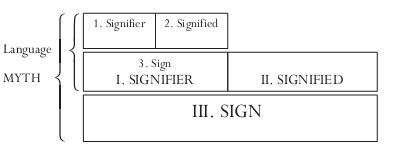 1. Signifier 2. Signified
Language
3. Sign
I. SIGNIFIER II. SIGNIFIED
MYTH
III. SIGN